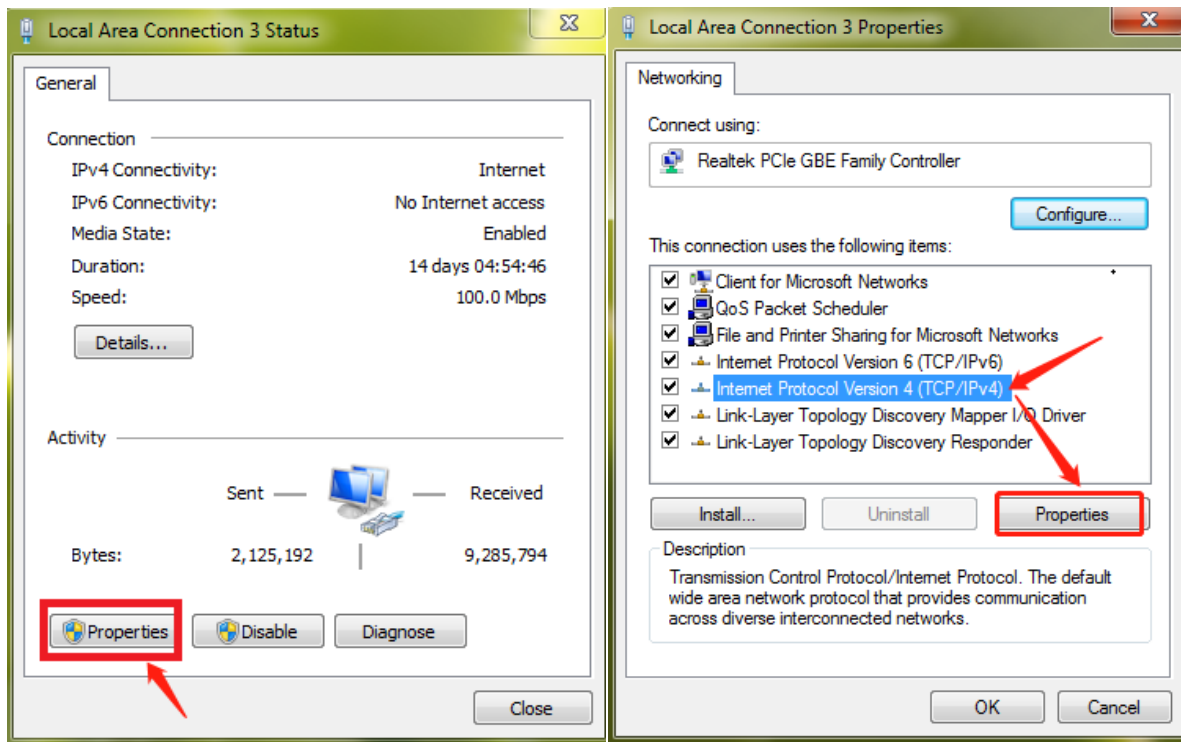 Local Area Connection 3 Status
General
Connection
IPv4 Connectivity: Internet
IPv6 Connectivity: No Internet access
Media State: Enabled
Duration: 14 days 04:54:46
Speed: 100.0 Mbps
Details...
Activity
Sent Received
Bytes: 2,125,192 9,285,794
Properties Disable Diagnose
Close
Local Area Connection 3 Properties
Networking
Connect using:
Realtek PCIe GBE Family Controller
Configure...
This connection uses the following items:
Client for Microsoft Networks
QoS Packet Scheduler
File and Printer Sharing for Microsoft Networks
Internet Protocol Version 6 (TCP/IPv6)
Internet Protocol Version 4 (TCP/IPv4)
Link-Layer Topology Discovery Mapper I/O Driver
Link-Layer Topology Discovery Responder
Install... Uninstall Properties
Description
Transmission Control Protocol/Internet Protocol. The default
wide area network protocol that provides communication
across diverse interconnected networks.
OK Cancel